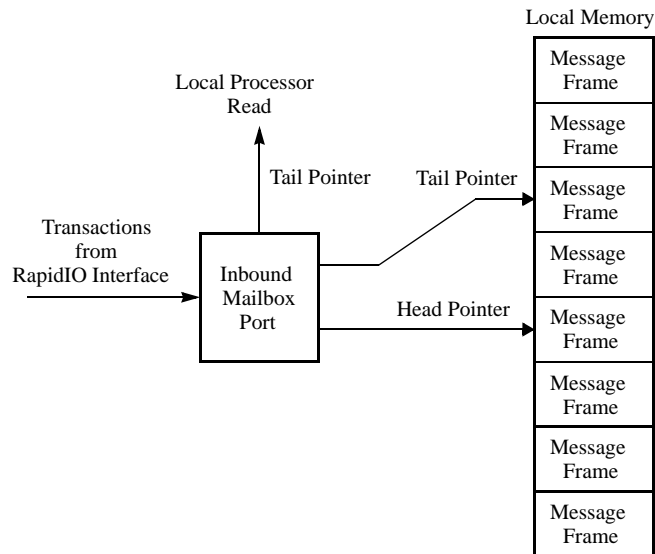 Local Memory
Message
Frame
Message
Frame
Message
Frame
Message
Frame
Message
Frame
Message
Frame
Message
Frame
Message
Frame
Local Processor
Read
Tail Pointer
Tail Pointer
Transactions
from
RapidIO Interface
Inbound
Mailbox
Port
Head Pointer